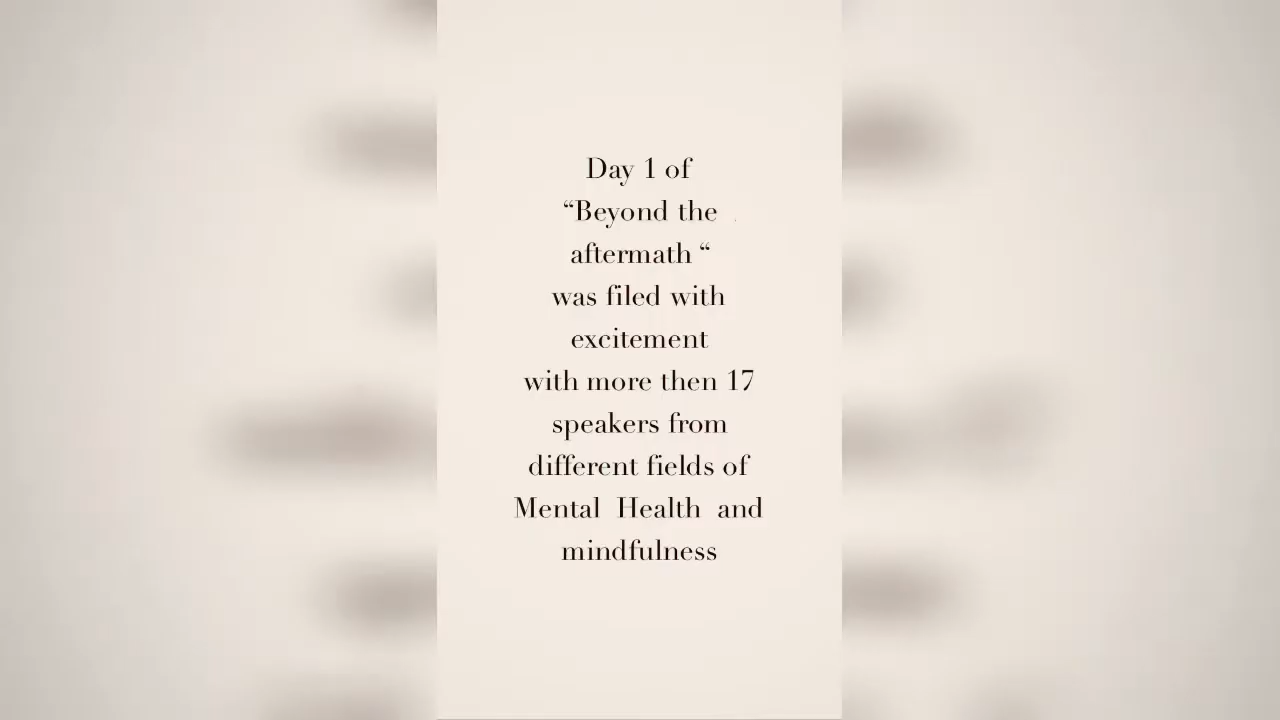 Day 1 of
“Beyond the
aftermath “
was filed with
excitement
with more then 17
speakers from
different fields of
Mental Health and
mindfulness